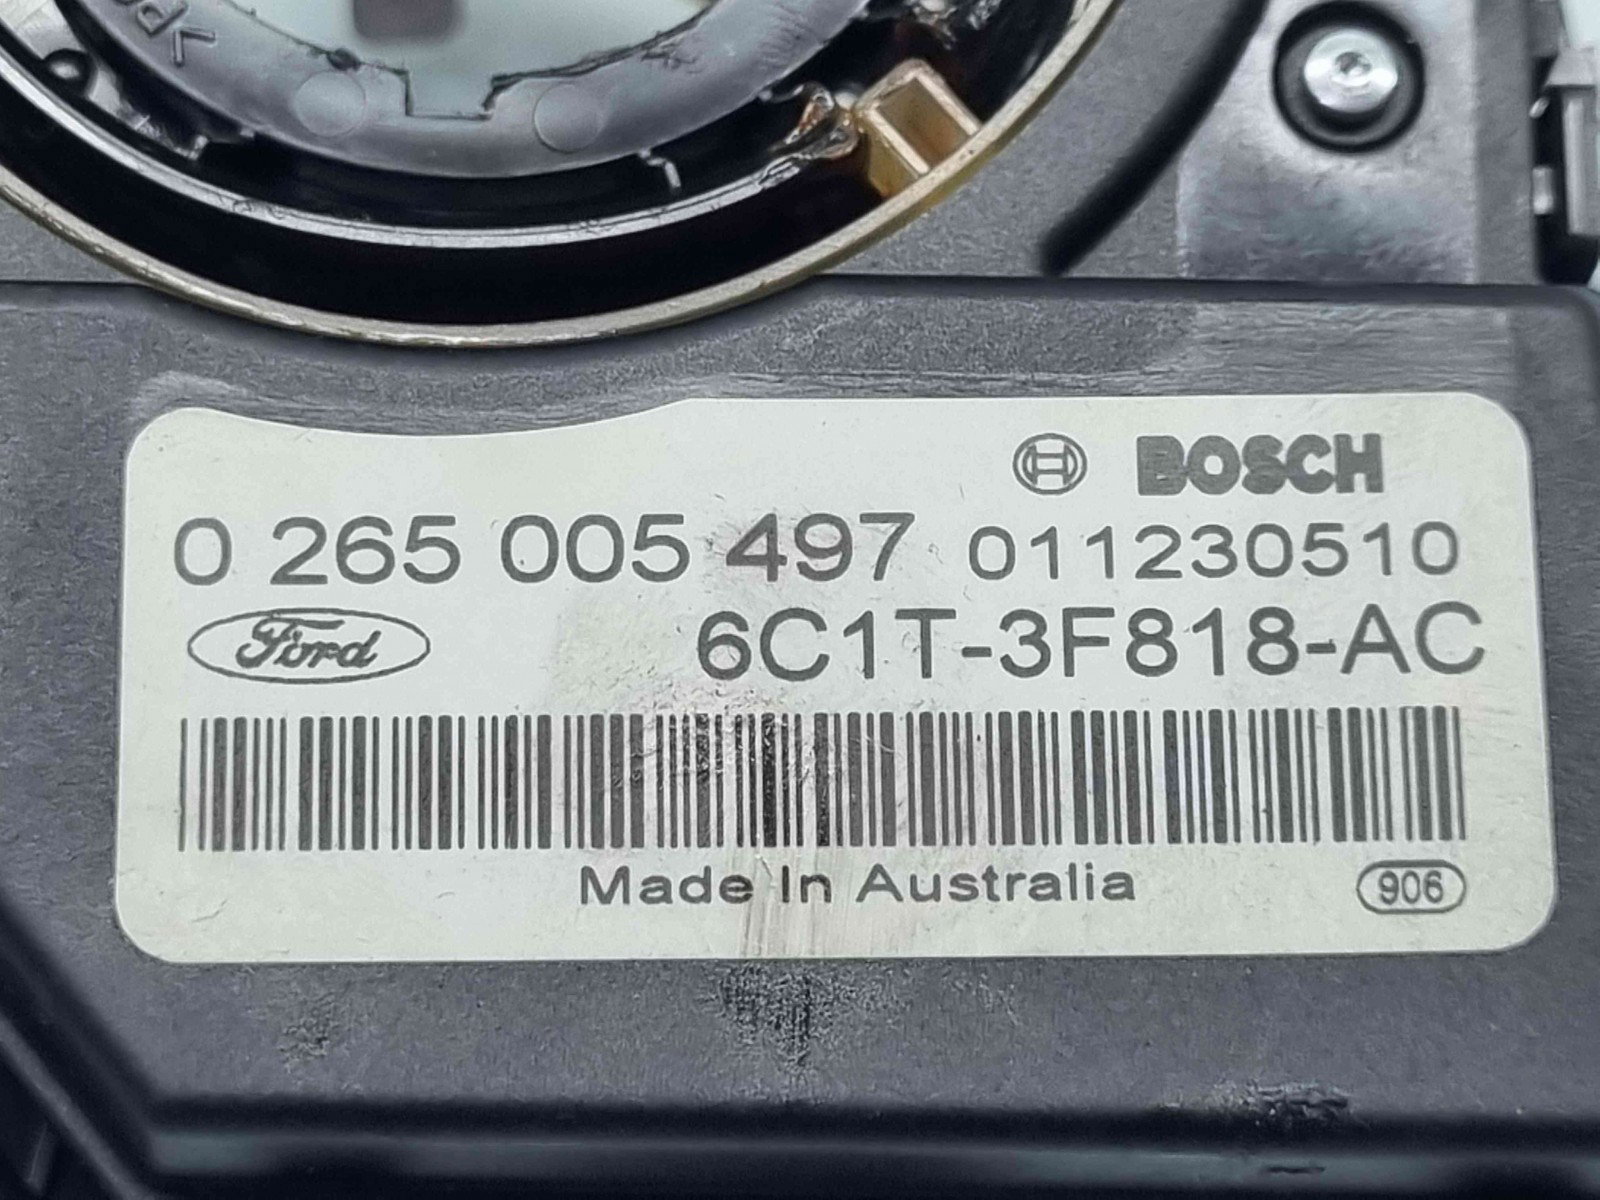 BOSCH
0 265 005 497 011230510
Ford 6C1T-3F818-AC
Made In Australia 906